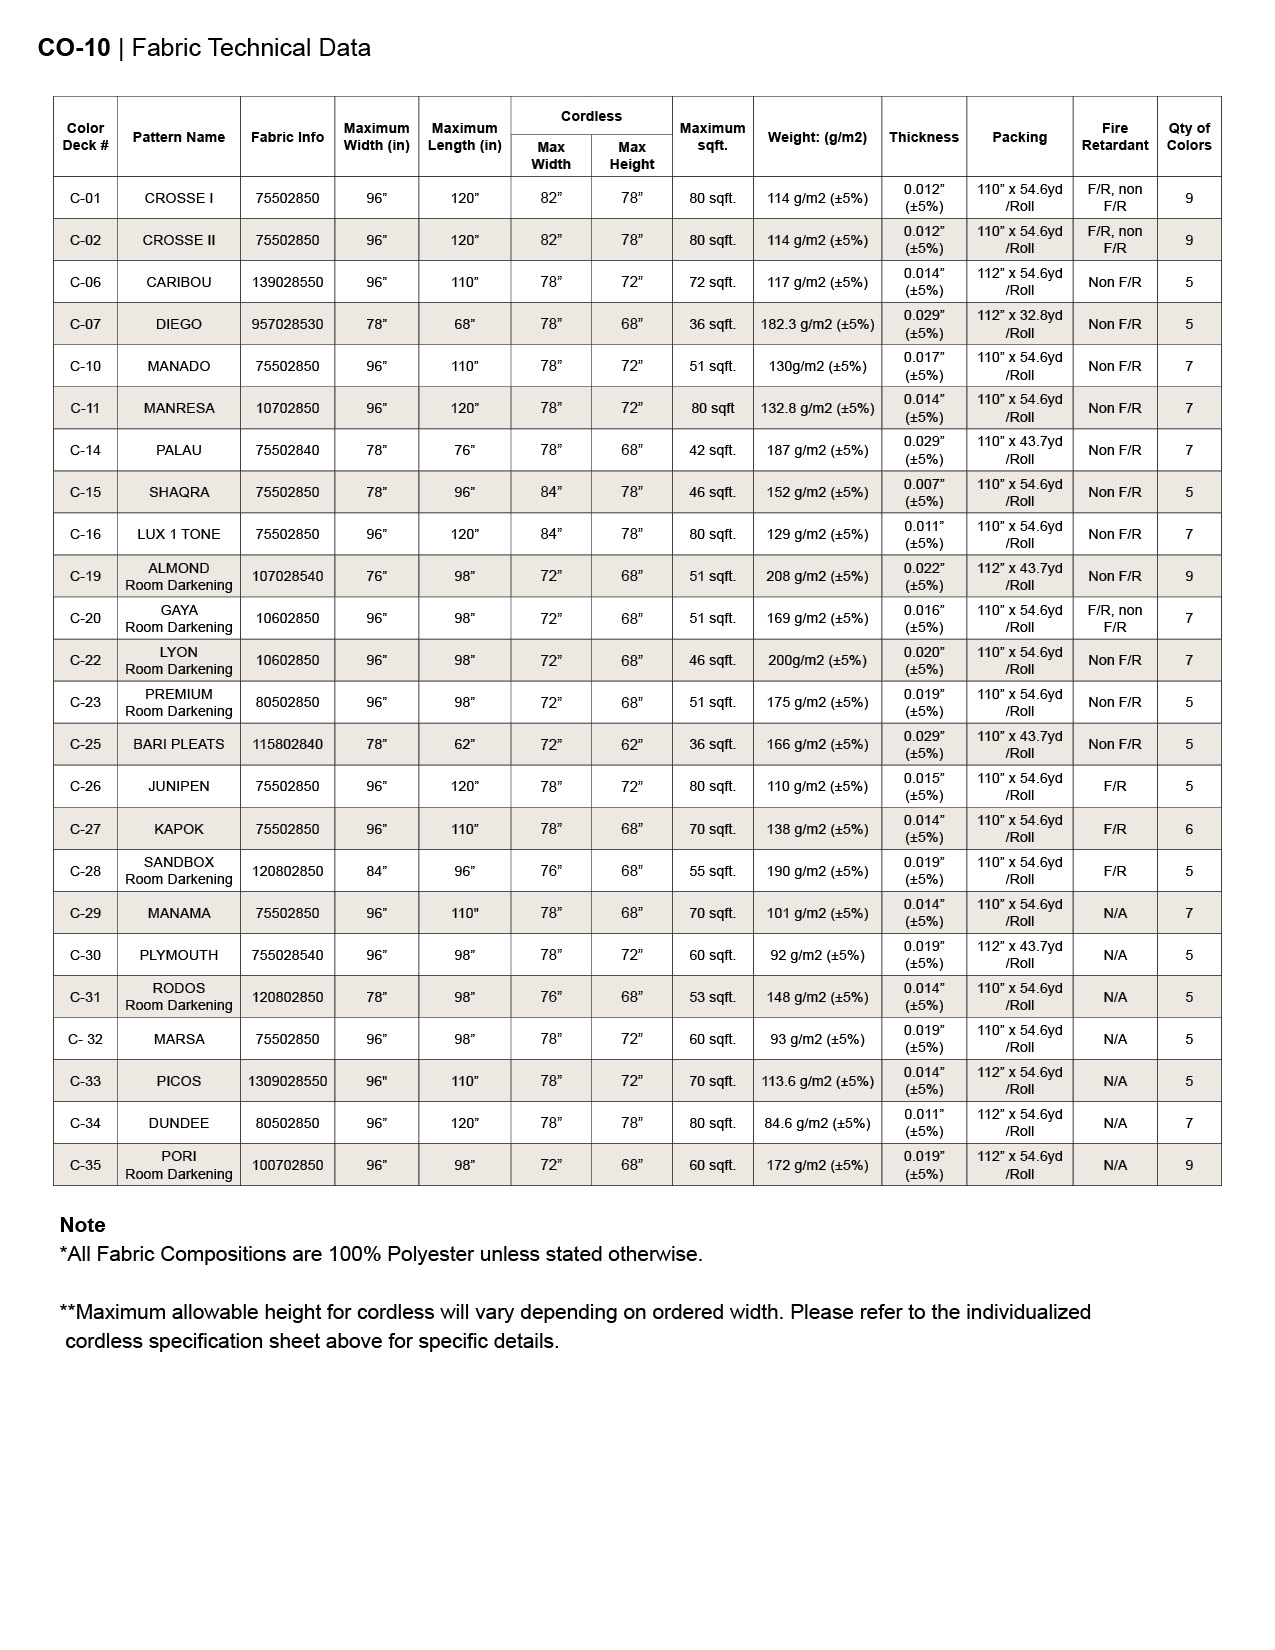 CO-10 | Fabric Technical Data
Color Deck # Pattern Name Fabric Info Maximum Width (in) Maximum Length (in) Cordless Max Width Max Height Maximum sqft. Weight: (g/m2) Thickness Packing Fire Retardant Qty of Colors
C-01 CROSSE I 75502850 96” 120” 82” 78” 80 sqft. 114 g/m2 (±5%) 0.012” (±5%) 110” x 54.6yd /Roll F/R, non F/R 9
C-02 CROSSE II 75502850 96” 120” 82” 78” 80 sqft. 114 g/m2 (±5%) 0.012” (±5%) 110” x 54.6yd /Roll F/R, non F/R 9
C-06 CARIBOU 139028550 96” 110” 78” 72” 72 sqft. 117 g/m2 (±5%) 0.014” (±5%) 112” x 54.6yd /Roll Non F/R 5
C-07 DIEGO 957028530 78” 68” 78” 68” 36 sqft. 182.3 g/m2 (±5%) 0.029” (±5%) 112” x 32.8yd /Roll Non F/R 5
C-10 MANADO 75502850 96” 110” 78” 72” 51 sqft. 130g/m2 (±5%) 0.017” (±5%) 110” x 54.6yd /Roll Non F/R 7
C-11 MANRESA 10702850 96” 120” 78” 72” 80 sqft 132.8 g/m2 (±5%) 0.014” (±5%) 110” x 54.6yd /Roll Non F/R 7
C-14 PALAU 75502840 78” 76” 78” 68” 42 sqft. 187 g/m2 (±5%) 0.029” (±5%) 110” x 43.7yd /Roll Non F/R 7
C-15 SHAQRA 75502850 78” 96” 84” 78” 46 sqft. 152 g/m2 (±5%) 0.007” (±5%) 110” x 54.6yd /Roll Non F/R 5
C-16 LUX 1 TONE 75502850 96” 120” 84” 78” 80 sqft. 129 g/m2 (±5%) 0.011” (±5%) 110” x 54.6yd /Roll Non F/R 7
C-19 ALMOND Room Darkening 107028540 76” 98” 72” 68” 51 sqft. 208 g/m2 (±5%) 0.022” (±5%) 112” x 43.7yd /Roll Non F/R 9
C-20 GAYA Room Darkening 10602850 96” 98” 72” 68” 51 sqft. 169 g/m2 (±5%) 0.016” (±5%) 110” x 54.6yd /Roll F/R, non F/R 7
C-22 LYON Room Darkening 10602850 96” 98” 72” 68” 46 sqft. 200g/m2 (±5%) 0.020” (±5%) 110” x 54.6yd /Roll Non F/R 7
C-23 PREMIUM Room Darkening 80502850 96” 98” 72” 68” 51 sqft. 175 g/m2 (±5%) 0.019” (±5%) 110” x 54.6yd /Roll Non F/R 5
C-25 BARI PLEATS 115802840 78” 62” 72” 62” 36 sqft. 166 g/m2 (±5%) 0.029” (±5%) 110” x 43.7yd /Roll Non F/R 5
C-26 JUNIPEN 75502850 96” 120” 78” 72” 80 sqft. 110 g/m2 (±5%) 0.015” (±5%) 110” x 54.6yd /Roll F/R 5
C-27 KAPOK 75502850 96” 110” 78” 68” 70 sqft. 138 g/m2 (±5%) 0.014” (±5%) 110” x 54.6yd /Roll F/R 6
C-28 SANDBOX Room Darkening 120802850 84” 96” 76” 68” 55 sqft. 190 g/m2 (±5%) 0.019” (±5%) 110” x 54.6yd /Roll F/R 5
C-29 MANAMA 75502850 96” 110" 78” 68” 70 sqft. 101 g/m2 (±5%) 0.014” (±5%) 110” x 54.6yd /Roll N/A 7
C-30 PLYMOUTH 755028540 96” 98” 78” 72” 60 sqft. 92 g/m2 (±5%) 0.019” (±5%) 112” x 43.7yd /Roll N/A 5
C-31 RODOS Room Darkening 120802850 78” 98” 76” 68” 53 sqft. 148 g/m2 (±5%) 0.014” (±5%) 110” x 54.6yd /Roll N/A 5
C- 32 MARSA 75502850 96” 98” 78” 72” 60 sqft. 93 g/m2 (±5%) 0.019” (±5%) 110” x 54.6yd /Roll N/A 5
C-33 PICOS 1309028550 96" 110” 78” 72” 70 sqft. 113.6 g/m2 (±5%) 0.014” (±5%) 112” x 54.6yd /Roll N/A 5
C-34 DUNDEE 80502850 96” 120” 78” 78” 80 sqft. 84.6 g/m2 (±5%) 0.011” (±5%) 112” x 54.6yd /Roll N/A 7
C-35 PORI Room Darkening 100702850 96” 98” 72” 68” 60 sqft. 172 g/m2 (±5%) 0.019” (±5%) 112” x 54.6yd /Roll N/A 9
Note
*All Fabric Compositions are 100% Polyester unless stated otherwise.
**Maximum allowable height for cordless will vary depending on ordered width. Please refer to the individualized
cordless specification sheet above for specific details.